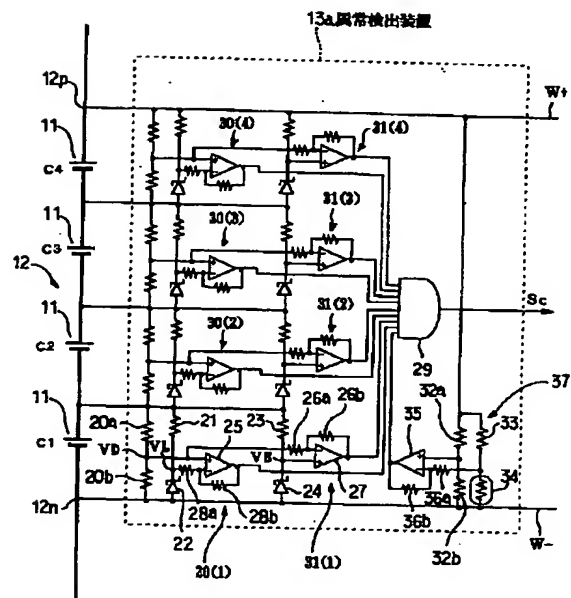 13a 異常検出装置
12p
W+
11
30(4)
31(4)
C4
11
30(3)
31(3)
C3
12
11
30(2)
31(2)
Sc
C2
29
37
11
20a
21
23
26a
26b
32a
33
C1
25
35
VD
VL
VH
34
20b
36a
12n
28a
24
27
36b
28b
22
32b
W-
30(1)
31(1)